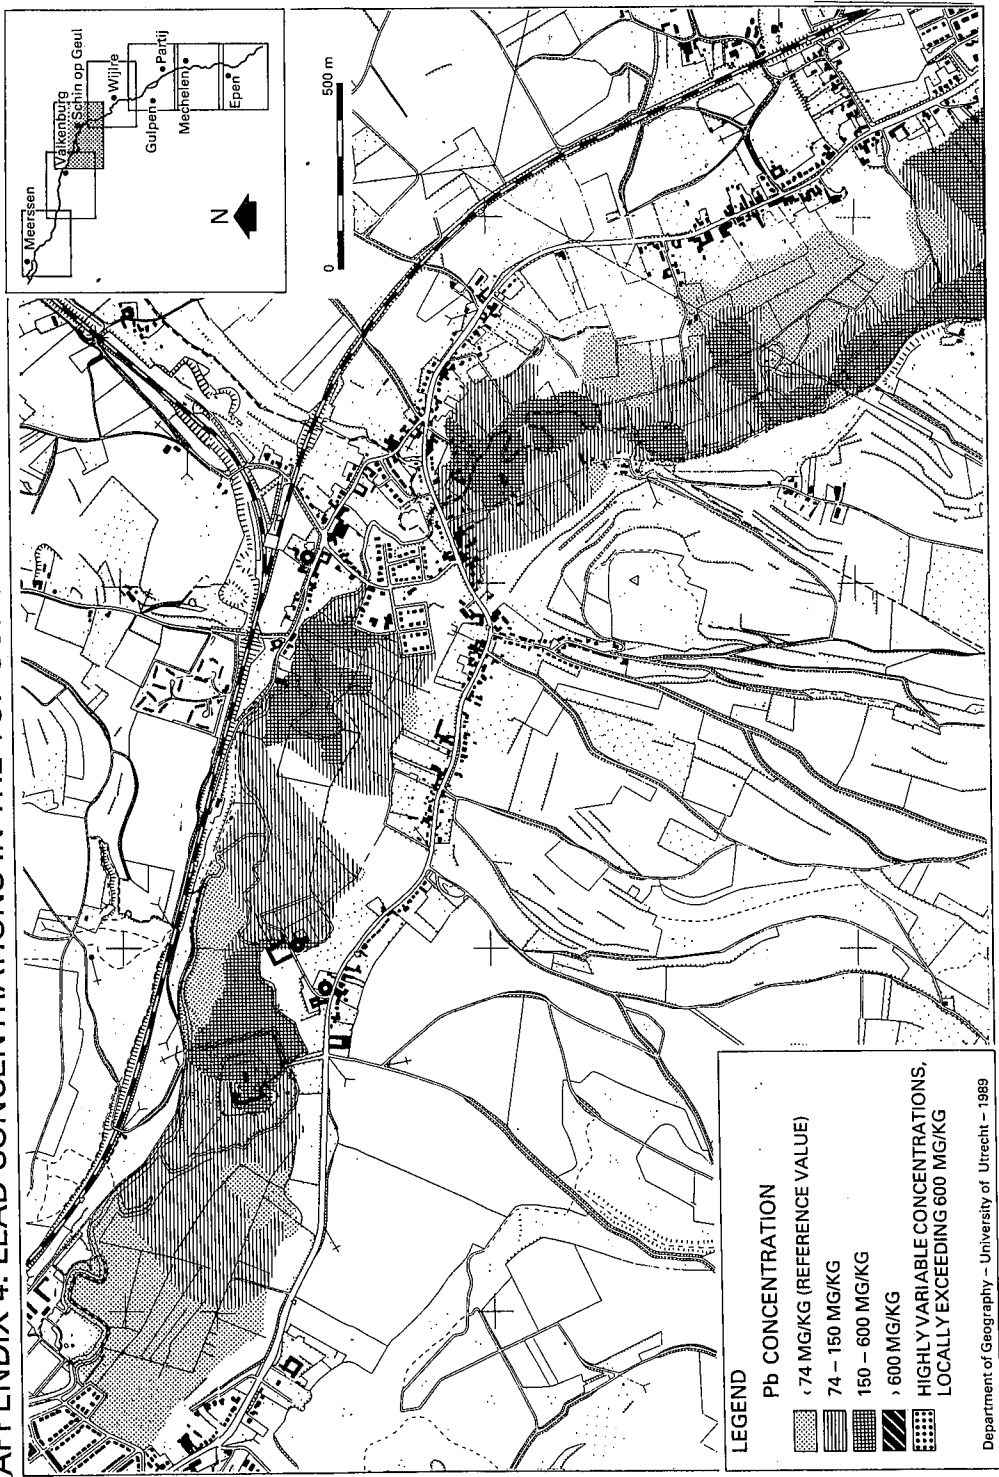 APPENDIX 4: LEAD CONCENTRATIONS IN THE
Meerssen
Valkenburg
Schin op Geul
Wijlre
Gulpen
Partij
Mechelen
Epen
N
0
500 m
LEGEND
Pb CONCENTRATION
‹ 74 MG/KG (REFERENCE VALUE)
74 – 150 MG/KG
150 – 600 MG/KG
› 600 MG/KG
HIGHLY VARIABLE CONCENTRATIONS,
LOCALLY EXCEEDING 600 MG/KG
Department of Geography – University of Utrecht – 1989